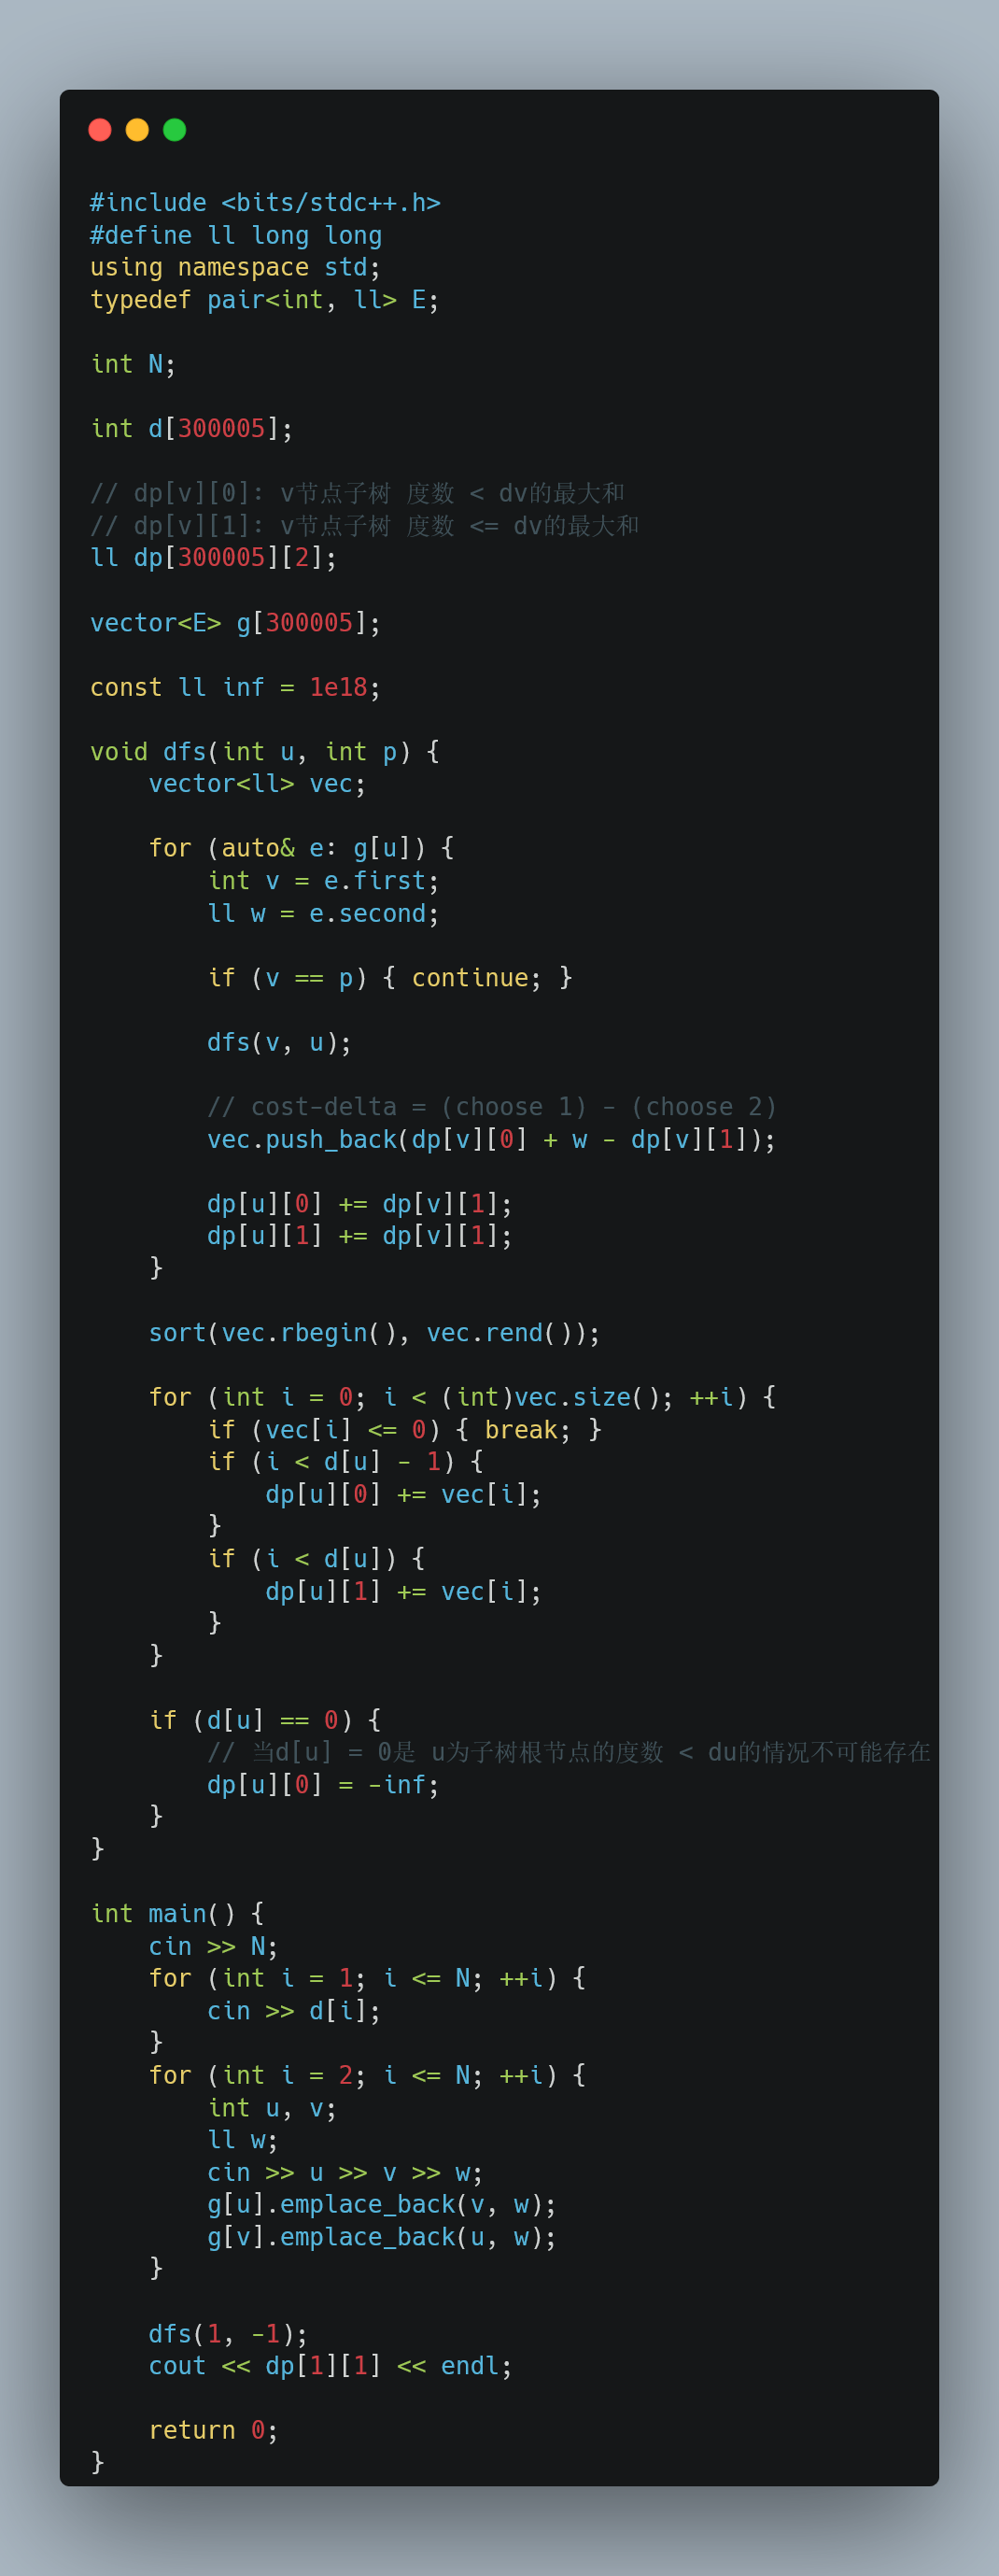 #include <bits/stdc++.h>
#define ll long long
using namespace std;
typedef pair<int, ll> E;

int N;

int d[300005];

// dp[v][0]: v节点子树 度数 < dv的最大和
// dp[v][1]: v节点子树 度数 <= dv的最大和
ll dp[300005][2];

vector<E> g[300005];

const ll inf = 1e18;

void dfs(int u, int p) {
    vector<ll> vec;

    for (auto& e: g[u]) {
        int v = e.first;
        ll w = e.second;

        if (v == p) { continue; }

        dfs(v, u);

        // cost-delta = (choose 1) - (choose 2)
        vec.push_back(dp[v][0] + w - dp[v][1]);

        dp[u][0] += dp[v][1];
        dp[u][1] += dp[v][1];
    }

    sort(vec.rbegin(), vec.rend());

    for (int i = 0; i < (int)vec.size(); ++i) {
        if (vec[i] <= 0) { break; }
        if (i < d[u] - 1) {
            dp[u][0] += vec[i];
        }
        if (i < d[u]) {
            dp[u][1] += vec[i];
        }
    }

    if (d[u] == 0) {
        // 当d[u] = 0是 u为子树根节点的度数 < du的情况不可能存在
        dp[u][0] = -inf;
    }
}

int main() {
    cin >> N;
    for (int i = 1; i <= N; ++i) {
        cin >> d[i];
    }
    for (int i = 2; i <= N; ++i) {
        int u, v;
        ll w;
        cin >> u >> v >> w;
        g[u].emplace_back(v, w);
        g[v].emplace_back(u, w);
    }

    dfs(1, -1);
    cout << dp[1][1] << endl;

    return 0;
}